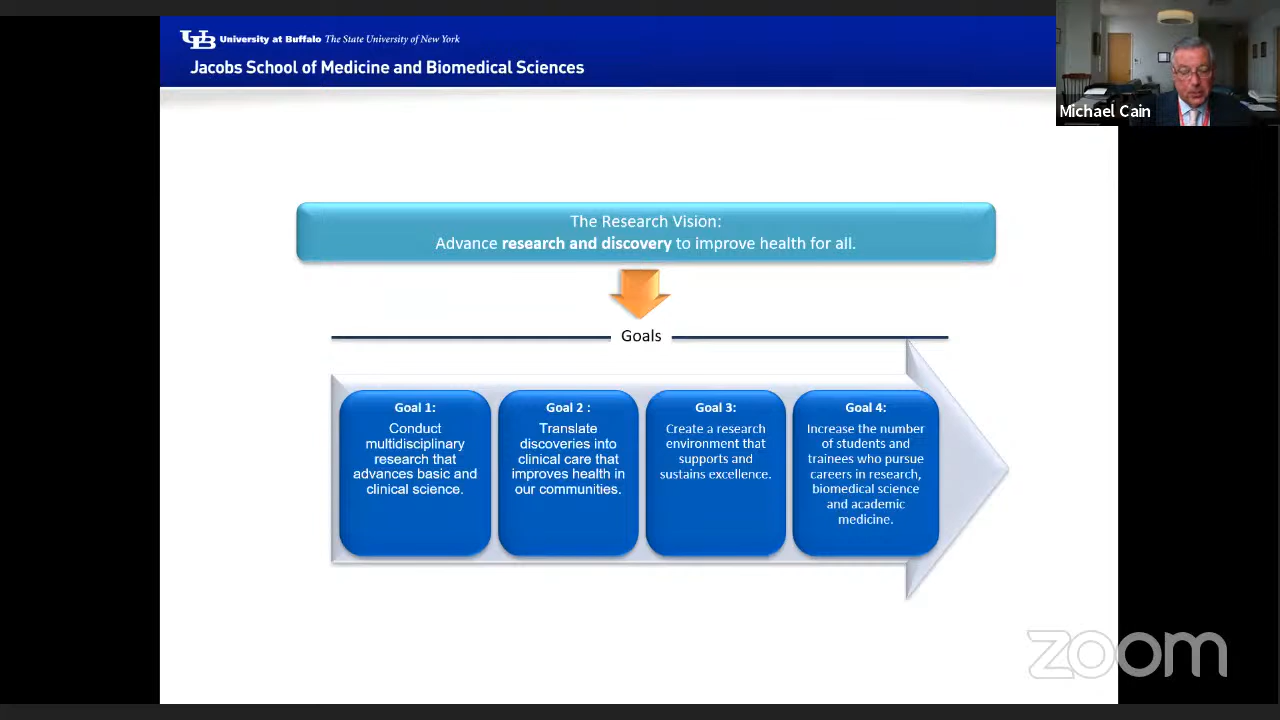 UB University at Buffalo The State University of New York
Jacobs School of Medicine and Biomedical Sciences
Michael Cain
The Research Vision:
Advance research and discovery to improve health for all.
Goals
Goal 1:
Conduct
multidisciplinary
research that
advances basic and
clinical science.
Goal 2 :
Translate
discoveries into
clinical care that
improves health in
our communities.
Goal 3:
Create a research
environment that
supports and
sustains excellence.
Goal 4:
Increase the number
of students and
trainees who pursue
careers in research,
biomedical science
and academic
medicine.
zoom